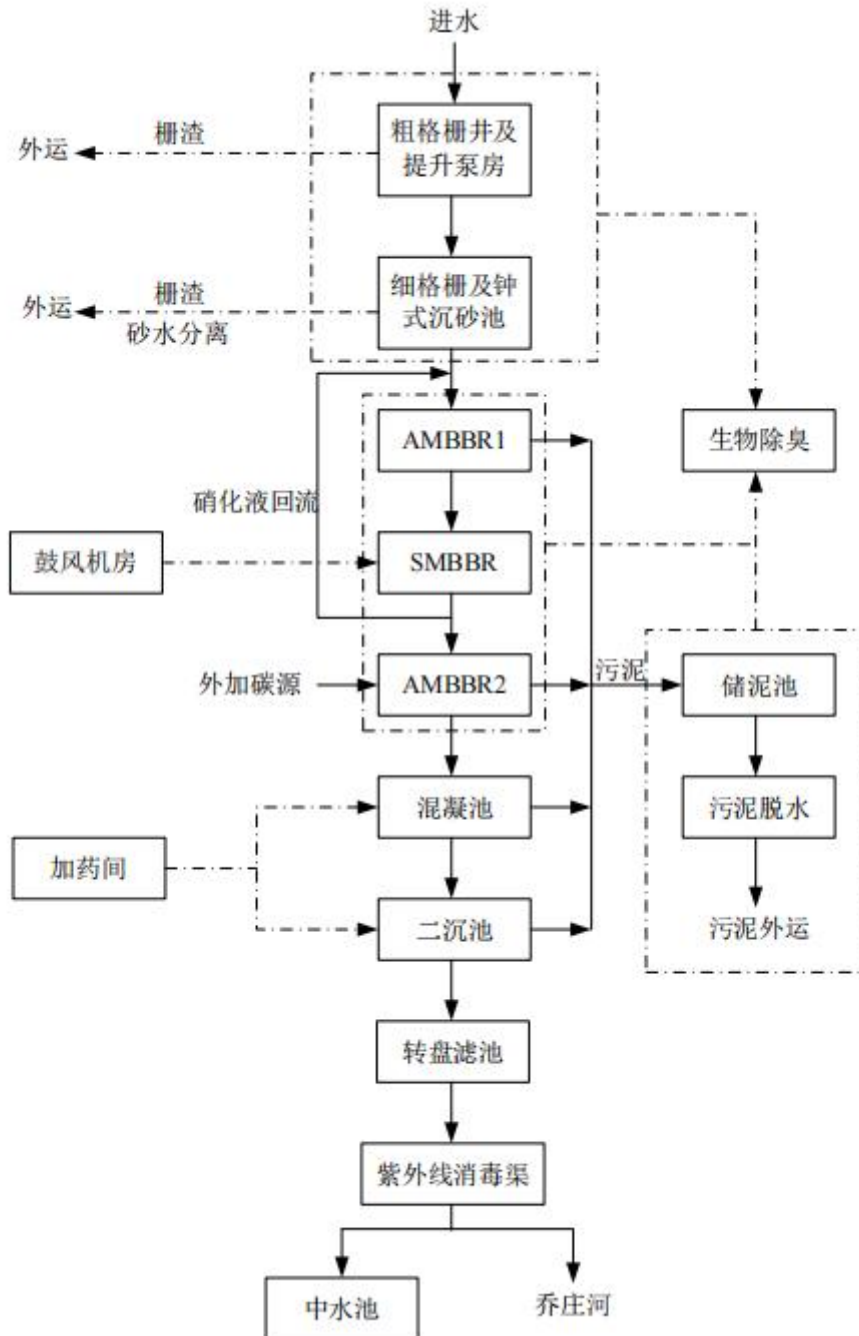 进水
粗格栅井及
提升泵房
栅渣
外运
细格栅及钟
式沉砂池
栅渣
外运
砂水分离
AMBBR1
生物除臭
硝化液回流
鼓风机房
SMBBR
外加碳源
AMBBR2
污泥
储泥池
混凝池
污泥脱水
加药间
二沉池
污泥外运
转盘滤池
紫外线消毒渠
中水池
乔庄河